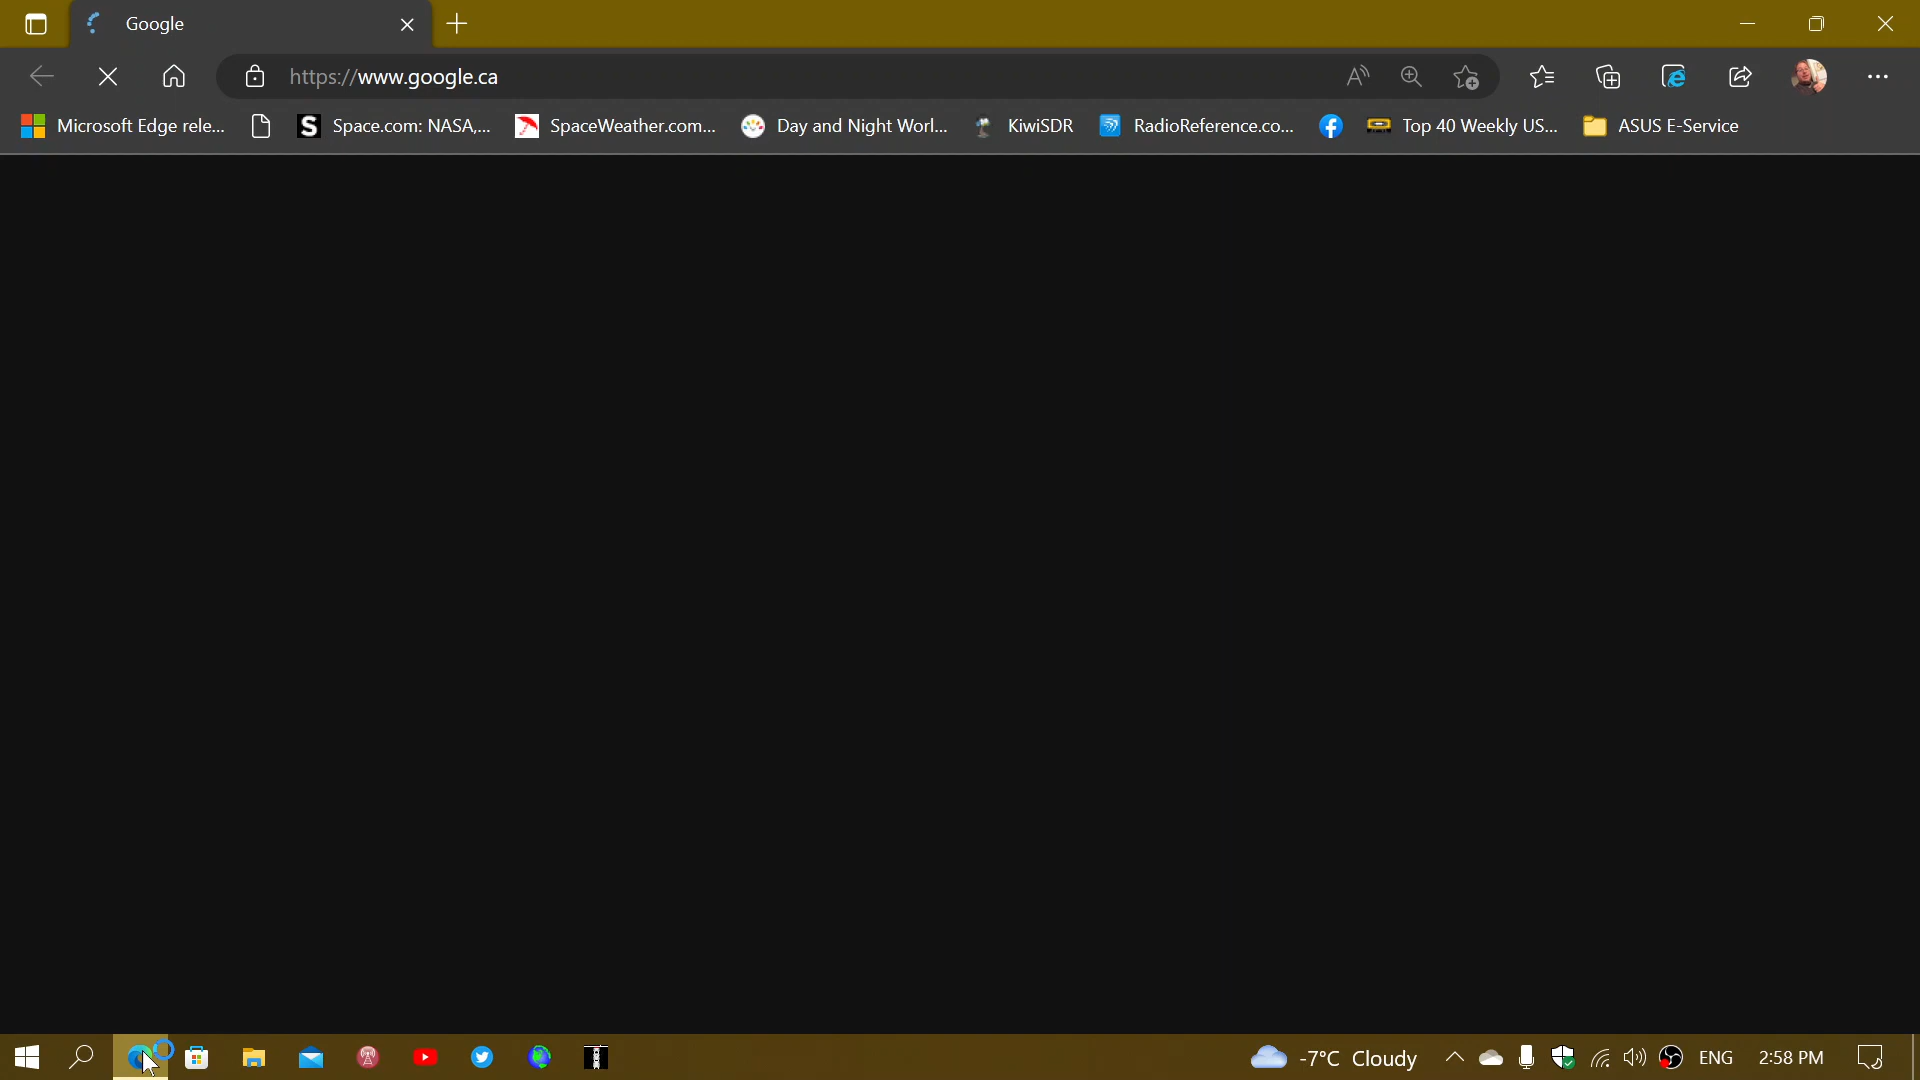 Google
https://www.google.ca
Microsoft Edge rele... Space.com: NASA,... SpaceWeather.com... Day and Night Worl... KiwiSDR RadioReference.co... Top 40 Weekly US... ASUS E-Service
-7°C Cloudy ENG 2:58 PM